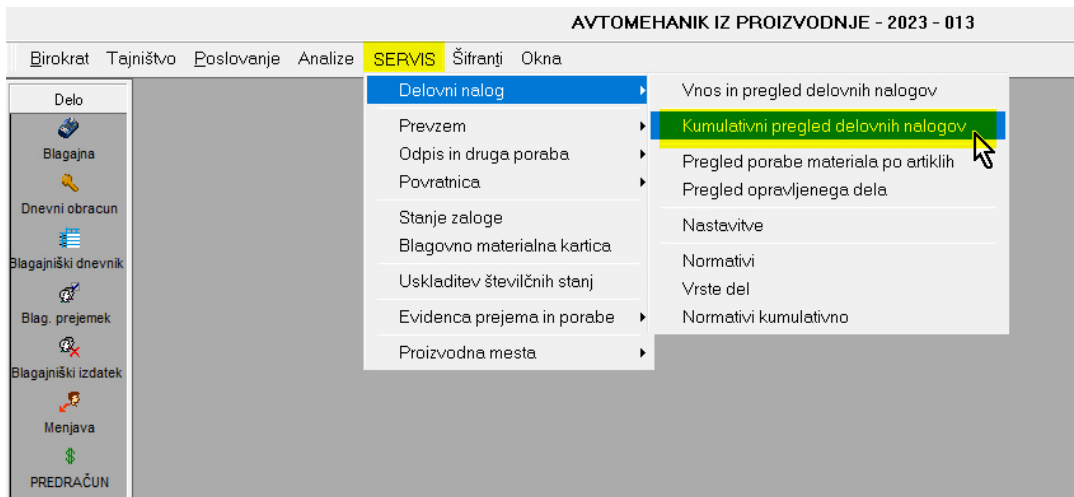 AVTOMEHANIK IZ PROIZVODNJE - 2023 - 013
Birokrat Tajništvo Poslovanje Analize SERVIS Šifranti Okna
Delo
Blagajna
Dnevni obracun
Blagajniški dnevnik
Blag. prejemek
Blagajniški izdatek
Menjava
PREDRAČUN
Delovni nalog
Prevzem
Odpis in druga poraba
Povratnica
Stanje zaloge
Blagovno materialna kartica
Uskladitev številčnih stanj
Evidenca prejema in porabe
Proizvodna mesta
Vnos in pregled delovnih nalogov
Kumulativni pregled delovnih nalogov
Pregled porabe materiala po artiklih
Pregled opravljenega dela
Nastavitve
Normativi
Vrste del
Normativi kumulativno